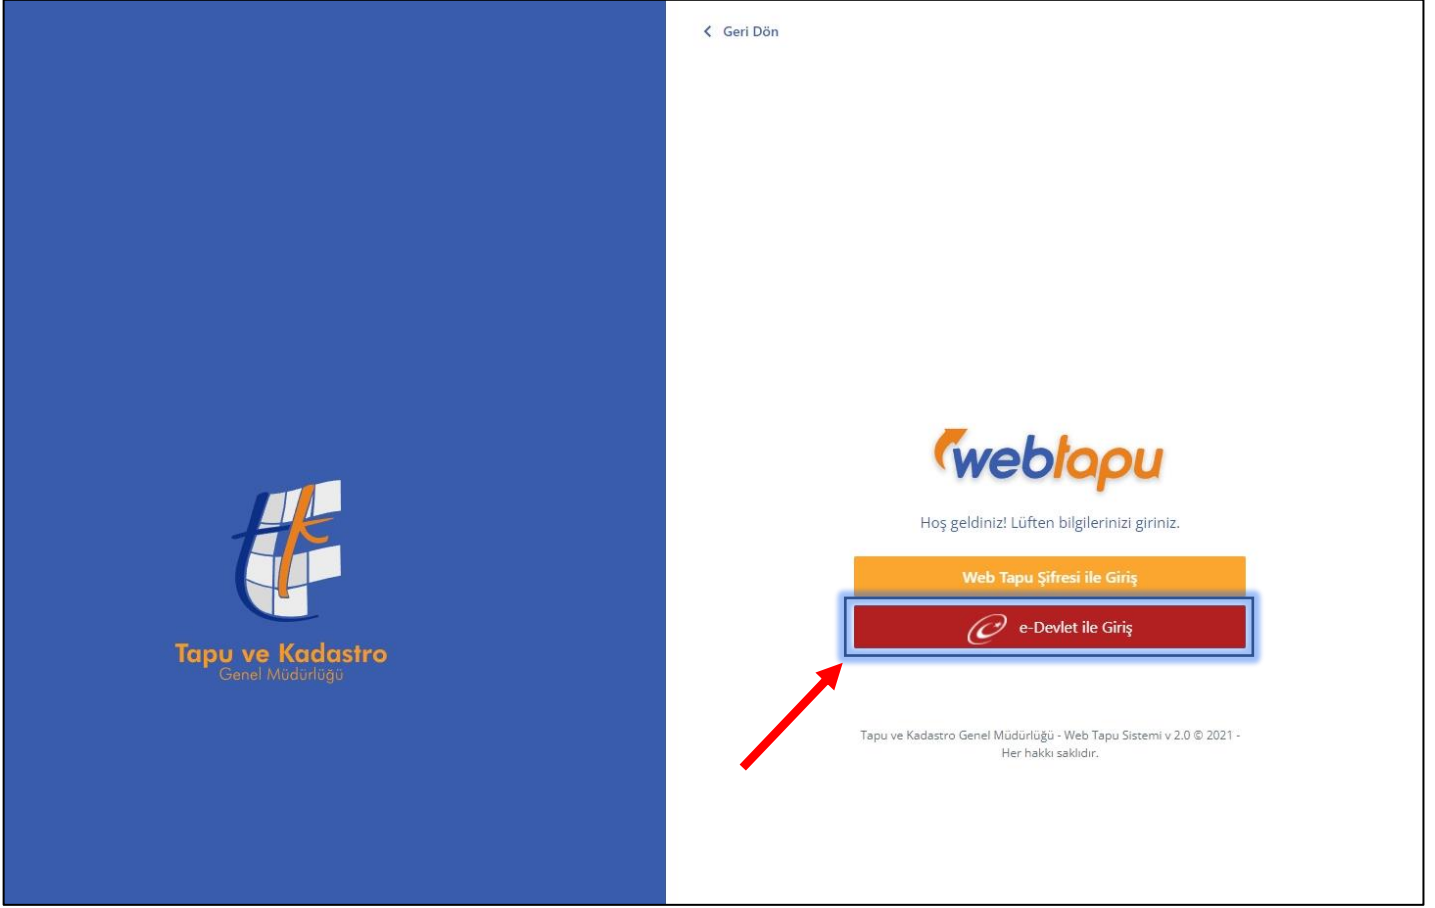 Geri Dön
webtapu
Hoş geldiniz! Lüften bilgilerinizi giriniz.
Web Tapu Şifresi ile Giriş
e-Devlet ile Giriş
Tapu ve Kadastro
Genel Müdürlüğü
Tapu ve Kadastro Genel Müdürlüğü - Web Tapu Sistemi v 2.0 © 2021 -
Her hakkı saklıdır.